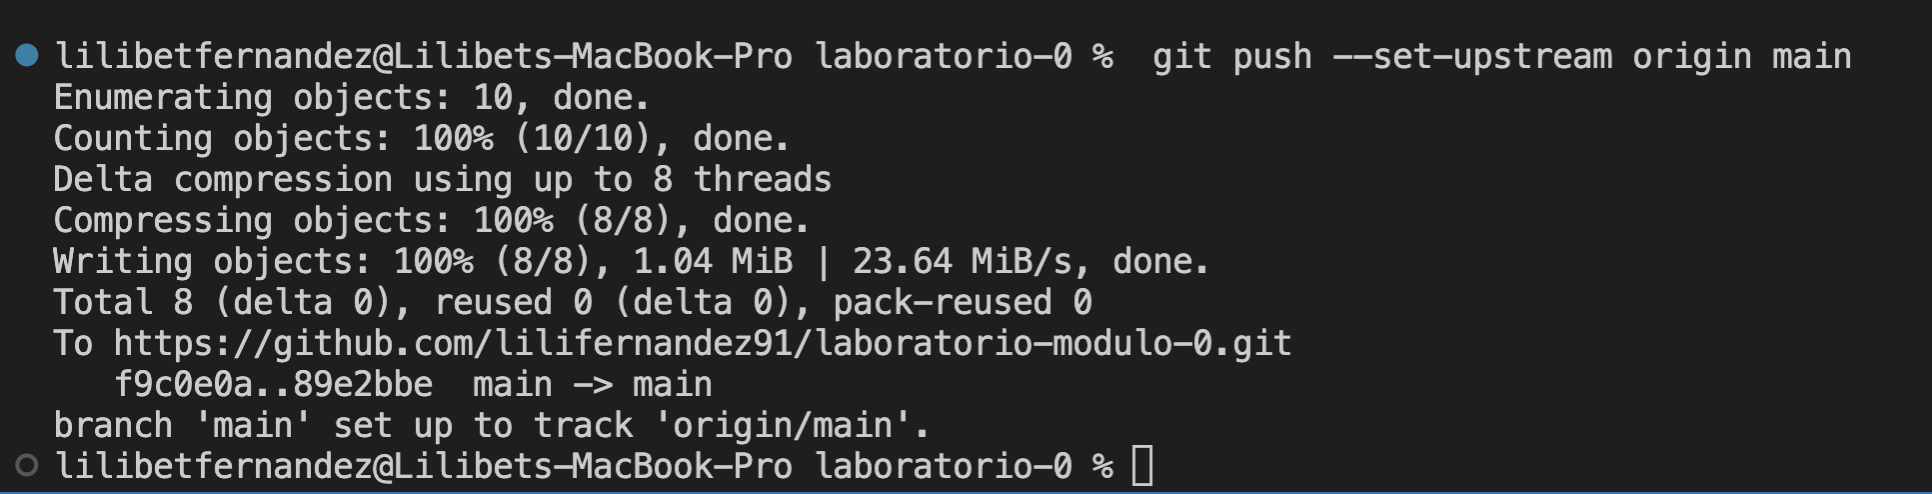 lilibetfernandez@Lilibets-MacBook-Pro laboratorio-0 %  git push --set-upstream origin main
Enumerating objects: 10, done.
Counting objects: 100% (10/10), done.
Delta compression using up to 8 threads
Compressing objects: 100% (8/8), done.
Writing objects: 100% (8/8), 1.04 MiB | 23.64 MiB/s, done.
Total 8 (delta 0), reused 0 (delta 0), pack-reused 0
To https://github.com/lilifernandez91/laboratorio-modulo-0.git
   f9c0e0a..89e2bbe  main -> main
branch 'main' set up to track 'origin/main'.
lilibetfernandez@Lilibets-MacBook-Pro laboratorio-0 %